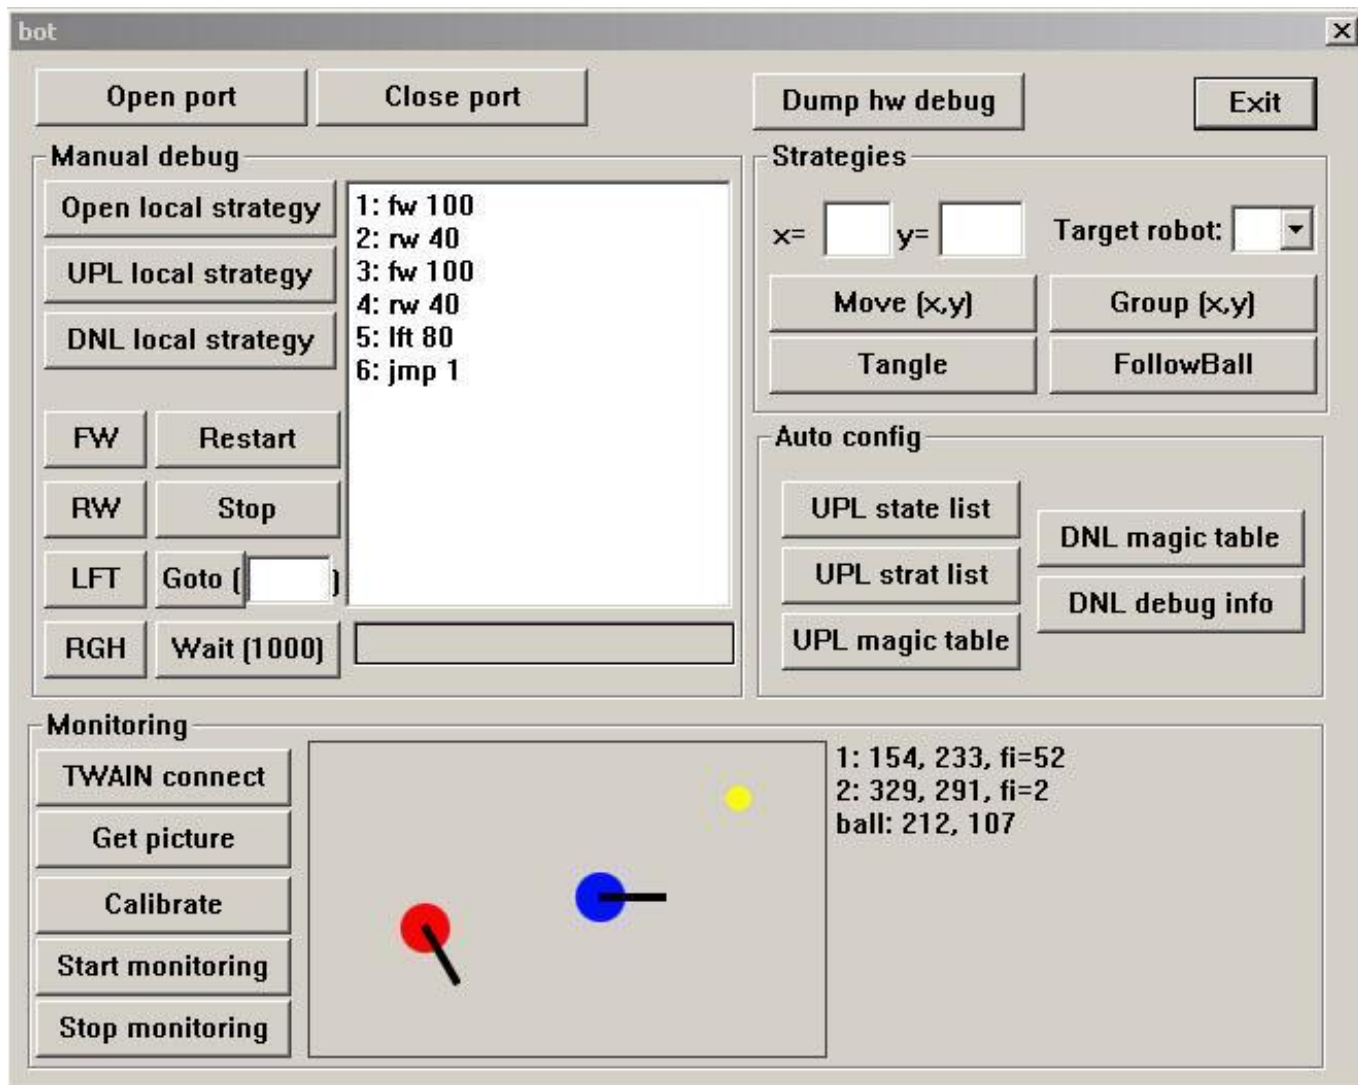 bot
Open port
Close port
Dump hw debug
Exit
Manual debug
Open local strategy
UPL local strategy
DNL local strategy
FW
Restart
RW
Stop
LFT
Goto ( )
RGH
Wait (1000)
1: fw 100
2: rw 40
3: fw 100
4: rw 40
5: lft 80
6: jmp 1
Strategies
x=
y=
Target robot:
Move (x,y)
Group (x,y)
Tangle
FollowBall
Auto config
UPL state list
UPL strat list
UPL magic table
DNL magic table
DNL debug info
Monitoring
TWAIN connect
Get picture
Calibrate
Start monitoring
Stop monitoring
1: 154, 233, fi=52
2: 329, 291, fi=2
ball: 212, 107